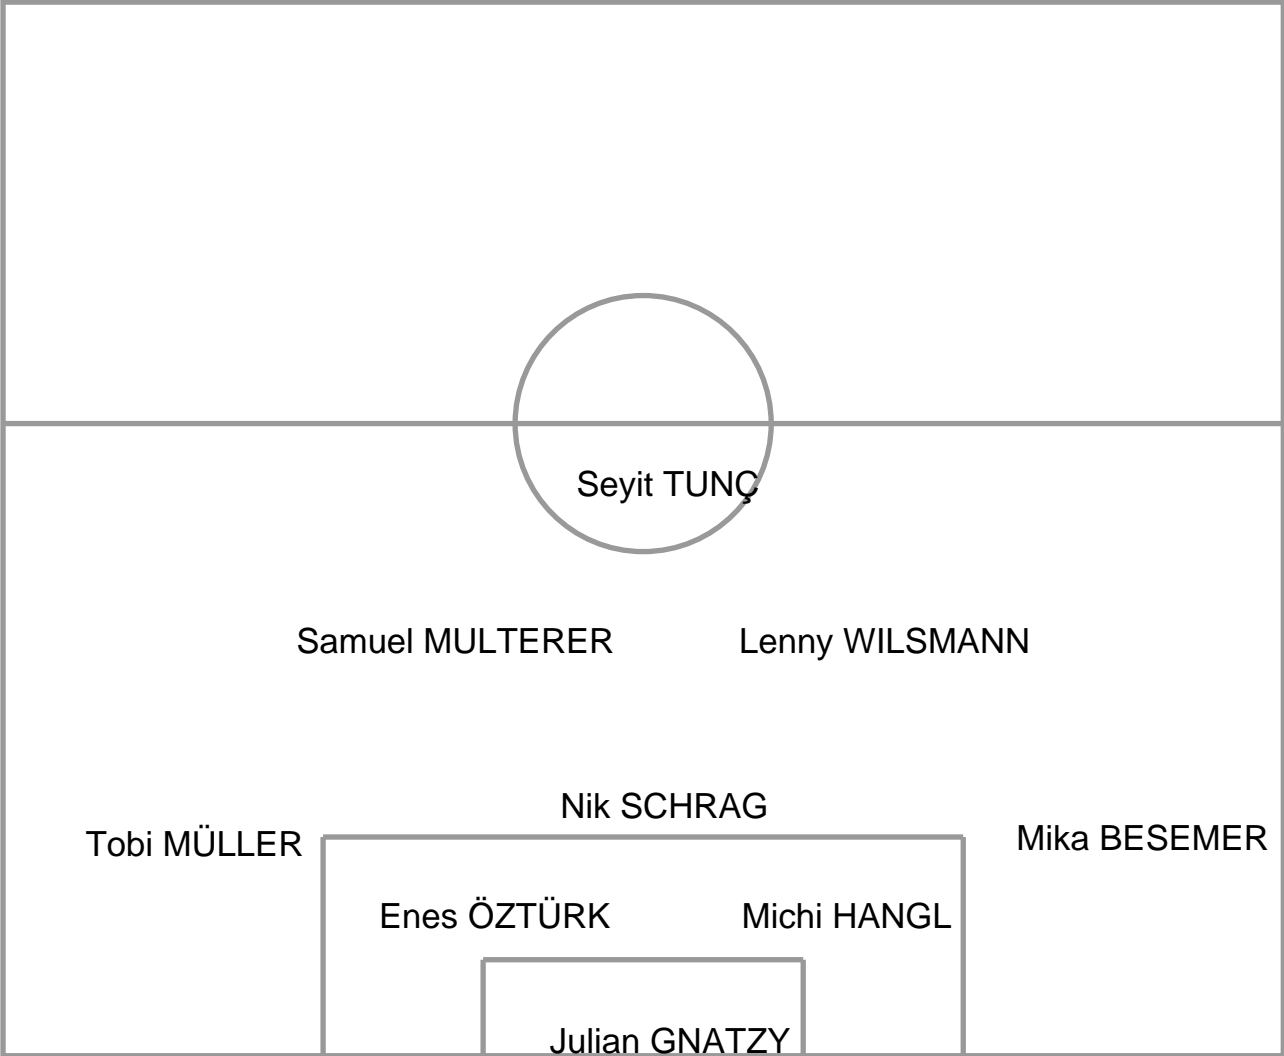 Seyit TUNÇ
Samuel MULTERER
Lenny WILSMANN
Nik SCHRAG
Tobi MÜLLER
Mika BESEMER
Enes ÖZTÜRK
Michi HANGL
Julian GNATZY